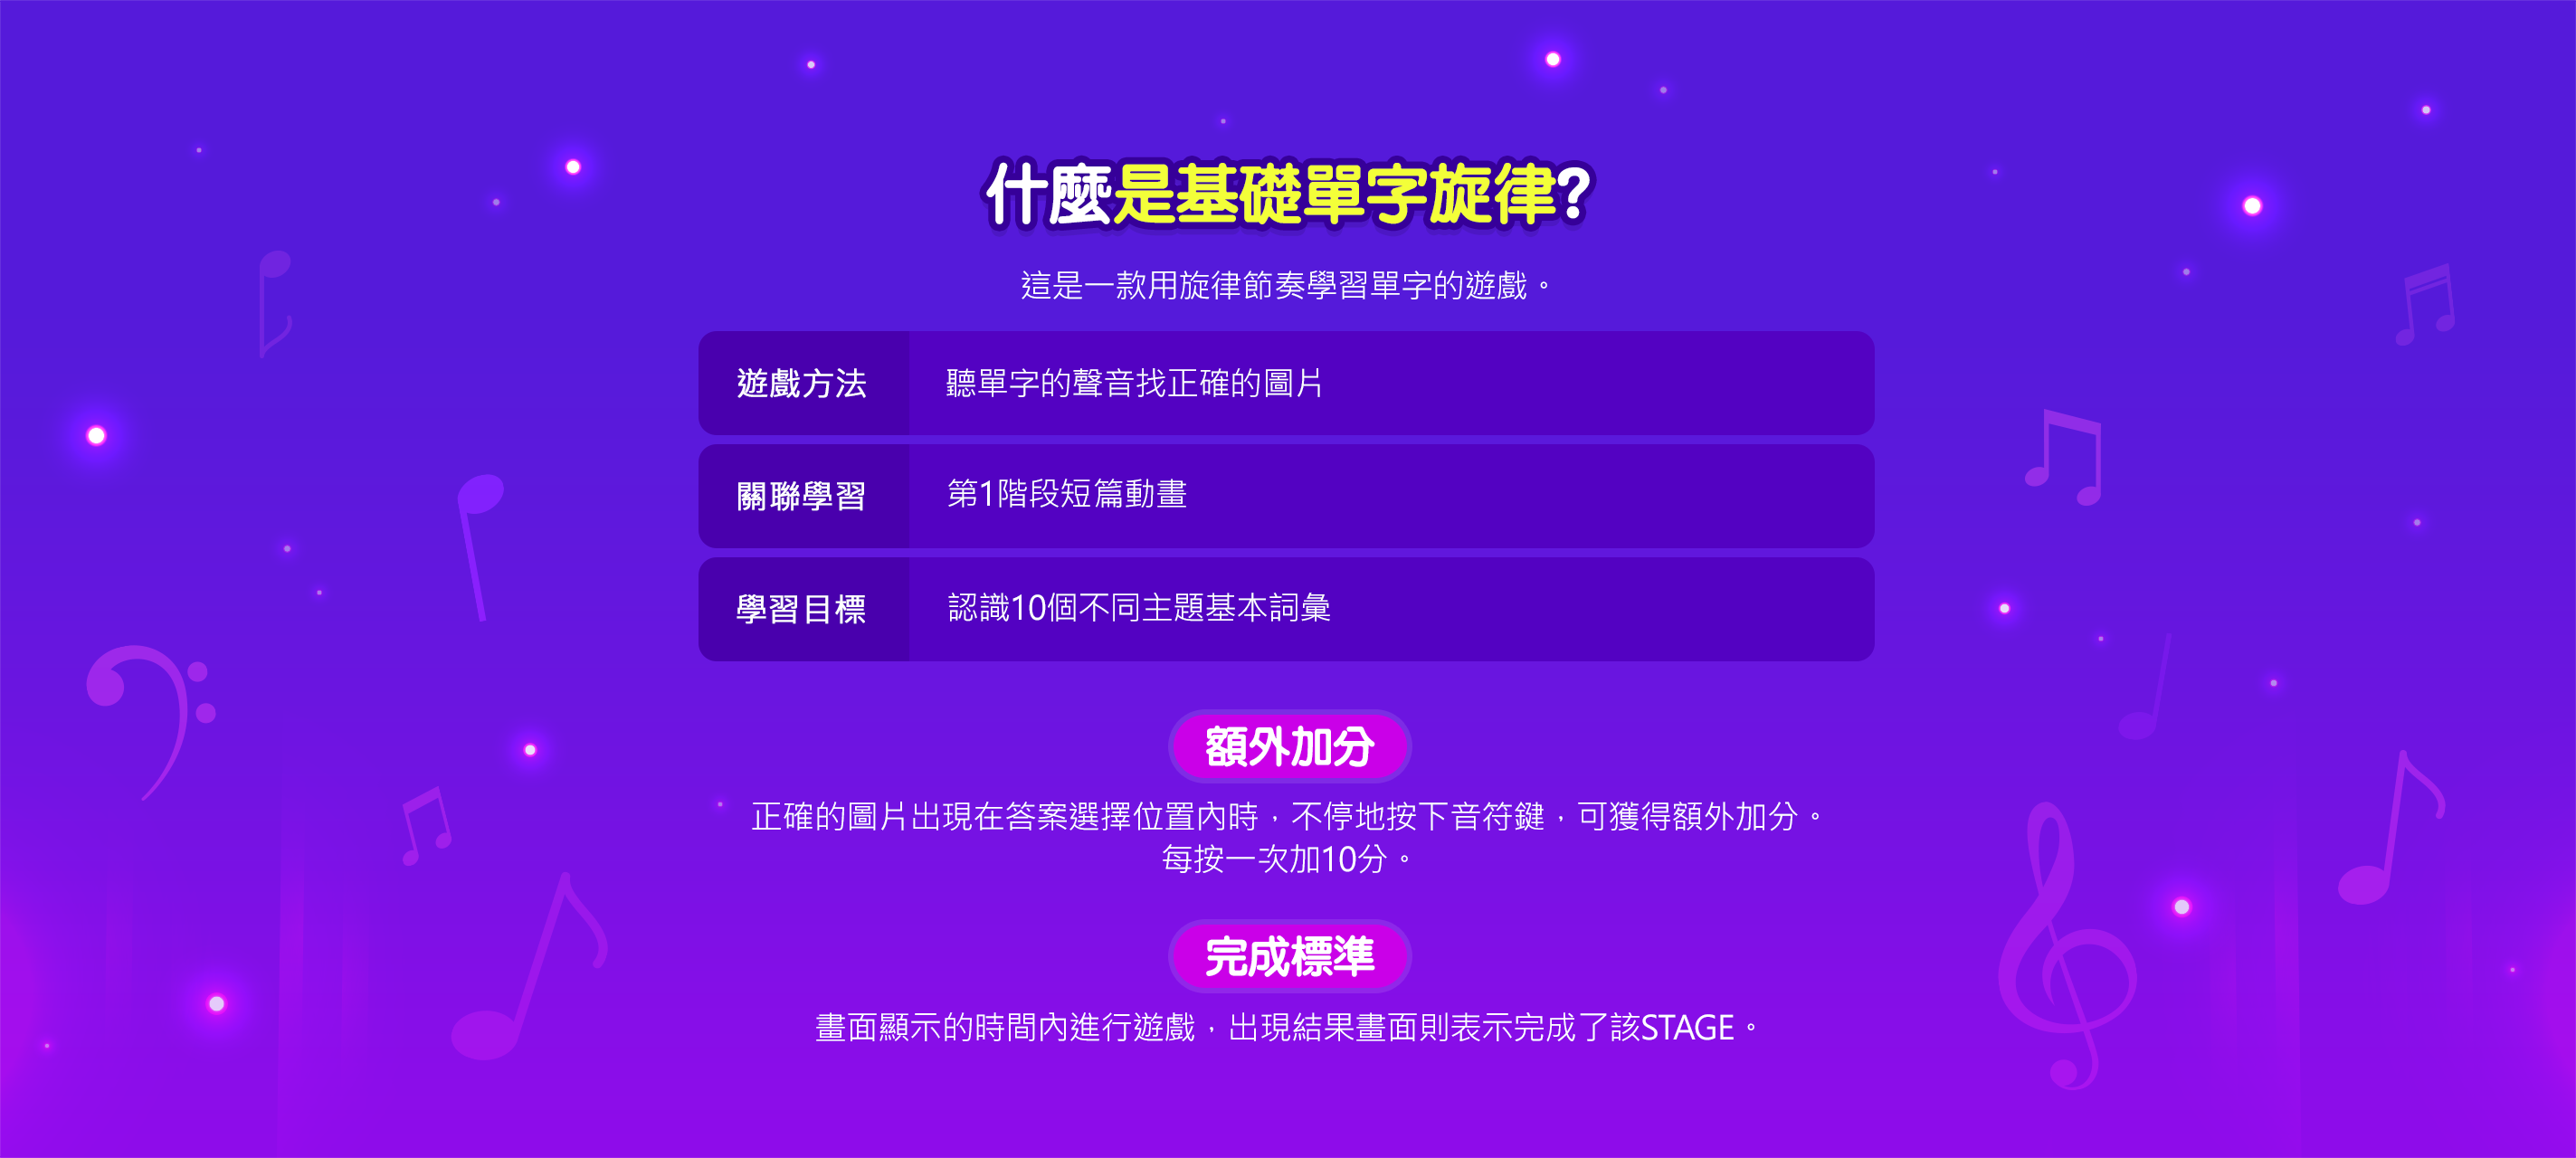 什麼是基礎單字旋律?
這是一款用旋律節奏學習單字的遊戲。
遊戲方法 聽單字的聲音找正確的圖片
關聯學習 第1階段短篇動畫
學習目標 認識10個不同主題基本詞彙
額外加分
正確的圖片出現在答案選擇位置內時，不停地按下音符鍵，可獲得額外加分。
每按一次加10分。
完成標準
畫面顯示的時間內進行遊戲，出現結果畫面則表示完成了該STAGE。